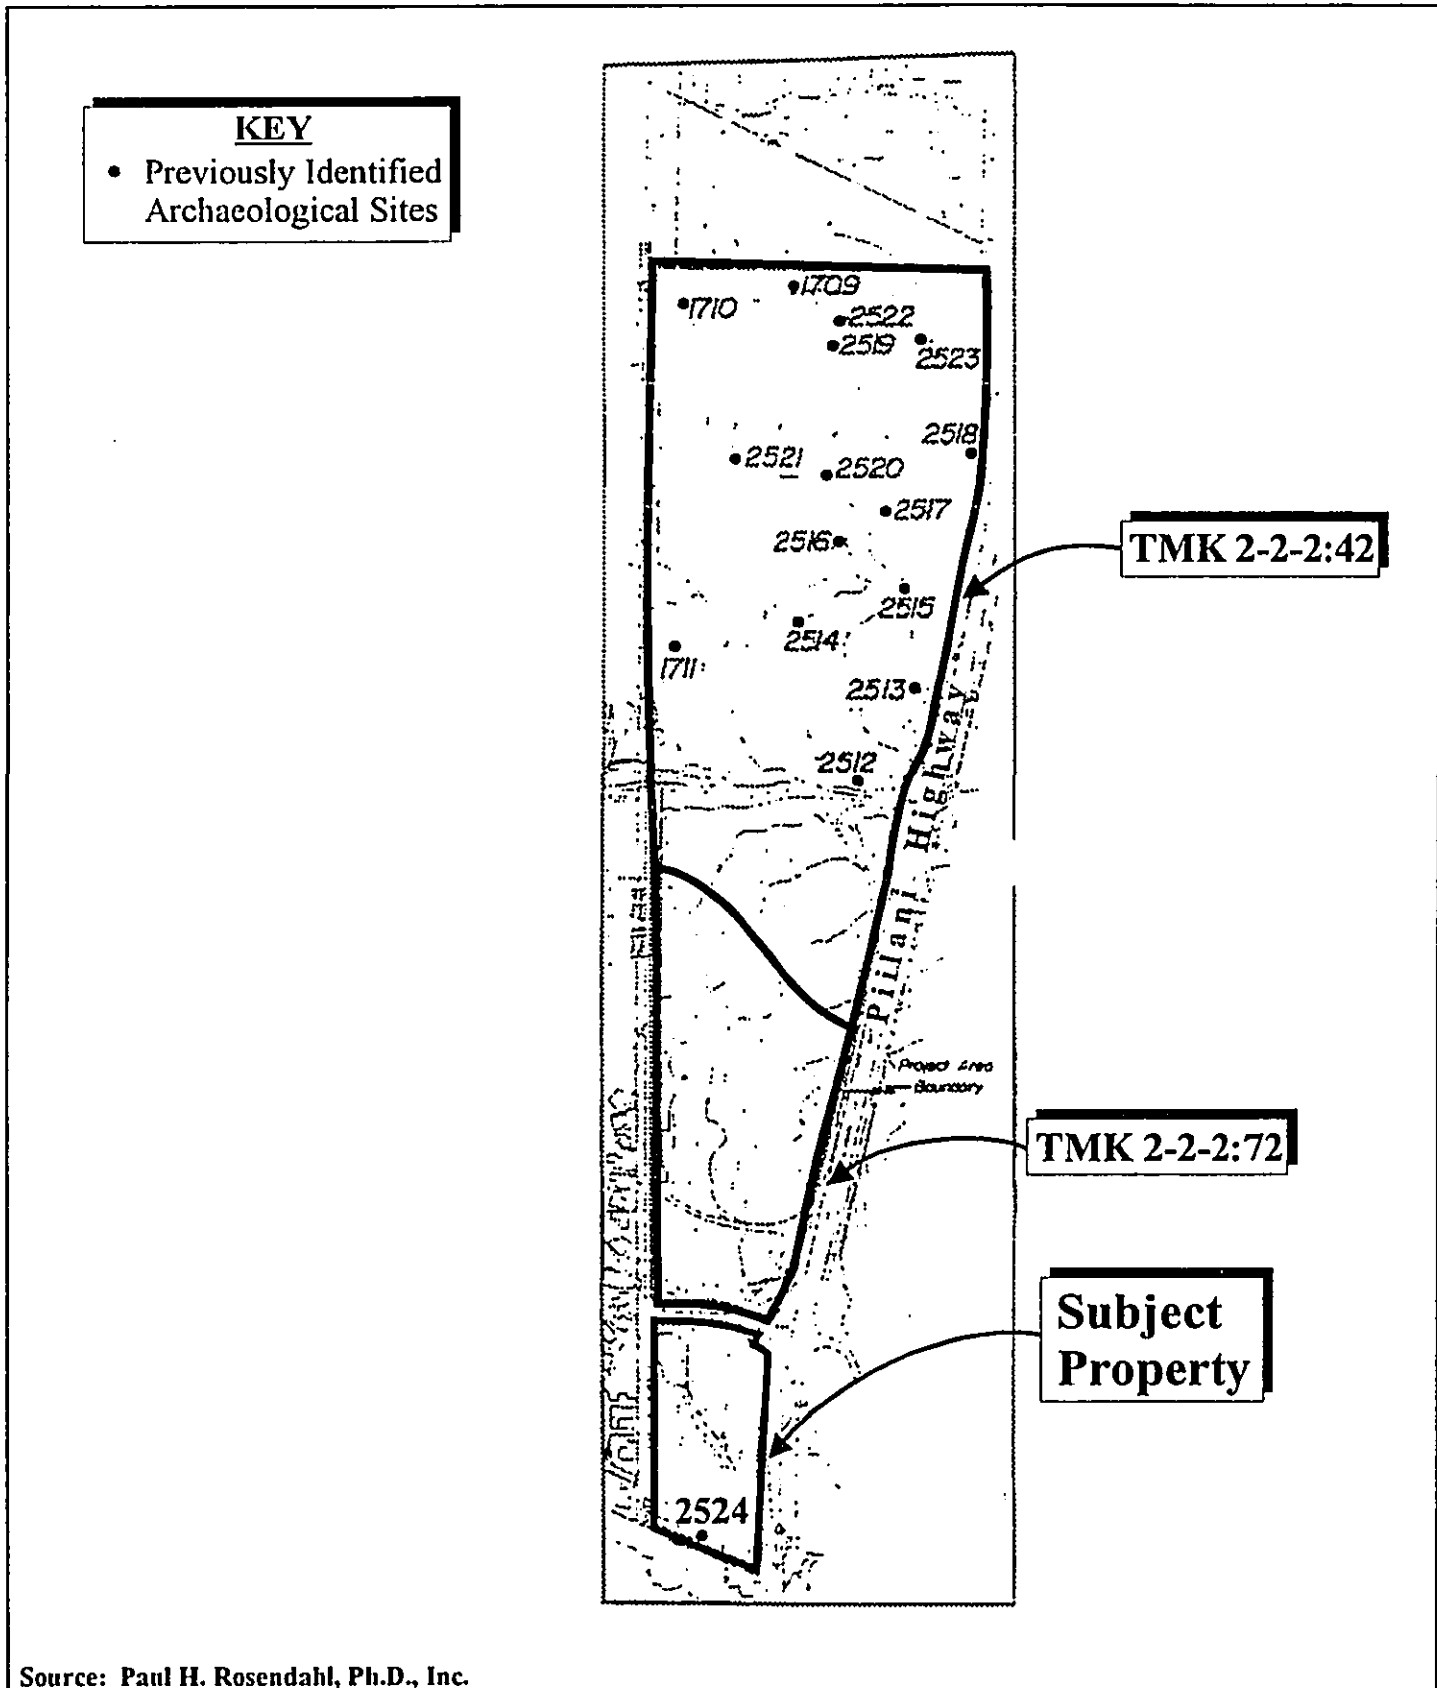 KEY
• Previously Identified
Archaeological Sites
1709
1710
2522
2519
2523
2518
2521
2520
2517
2516
2515
2514
1711
2513
2512
TMK 2-2-2:42
Piilani Highway
Project Area
Boundary
TMK 2-2-2:72
Subject
Property
2524
Source: Paul H. Rosendahl, Ph.D., Inc.